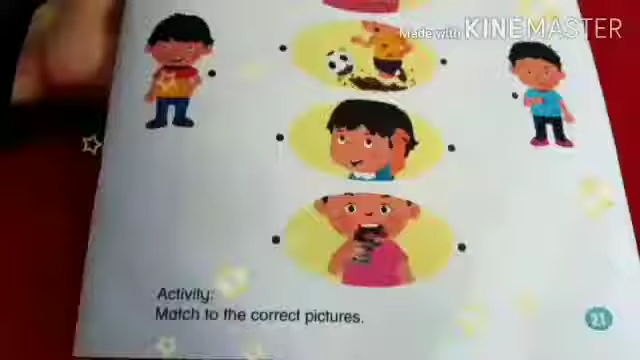 Made with KINEMASTER
Activity:
Match to the correct pictures.
21